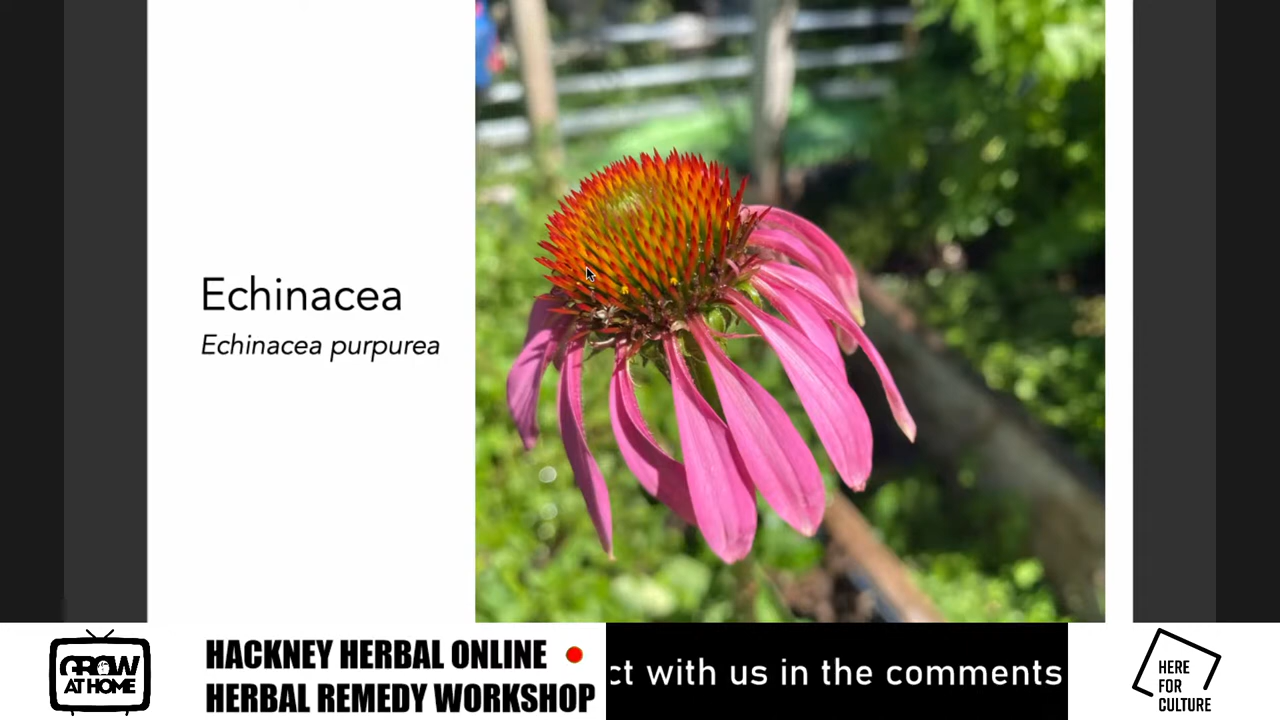 Echinacea
Echinacea purpurea
GROW
AT HOME
HACKNEY HERBAL ONLINE
HERBAL REMEDY WORKSHOP
ct with us in the comments
HERE
FOR
CULTURE